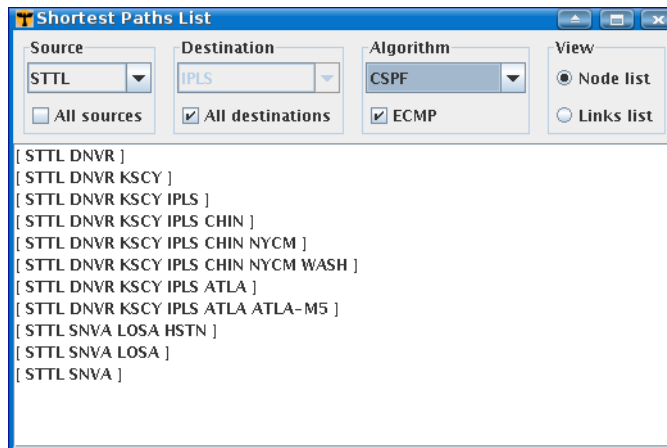 Shortest Paths List
Source Destination Algorithm View
STTL IPLS CSPF Node list
All sources All destinations ECMP Links list
[ STTL DNVR ]
[ STTL DNVR KSCY ]
[ STTL DNVR KSCY IPLS ]
[ STTL DNVR KSCY IPLS CHIN ]
[ STTL DNVR KSCY IPLS CHIN NYCM ]
[ STTL DNVR KSCY IPLS CHIN NYCM WASH ]
[ STTL DNVR KSCY IPLS ATLA ]
[ STTL DNVR KSCY IPLS ATLA ATLA-M5 ]
[ STTL SNVA LOSA HSTN ]
[ STTL SNVA LOSA ]
[ STTL SNVA ]